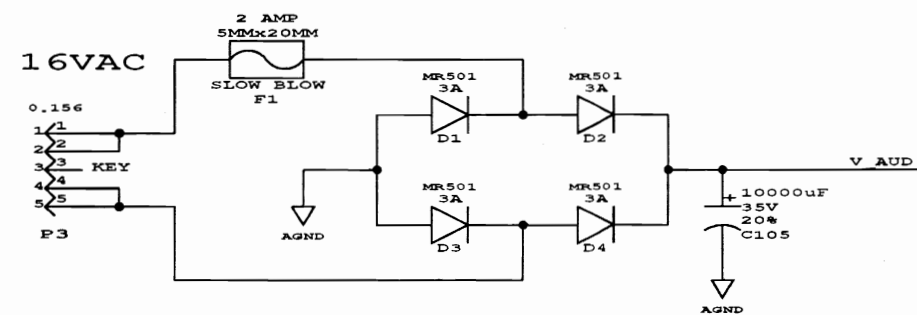 2 AMP
5MMx20MM
16VAC
SLOW BLOW
F1
MR501
3A
D1
MR501
3A
D2
0.156
1 1
2 2
3 3 KEY
4 4
5 5
P3
V_AUD
AGND
MR501
3A
D3
MR501
3A
D4
+ 10000uF
35V
20%
C105
AGND